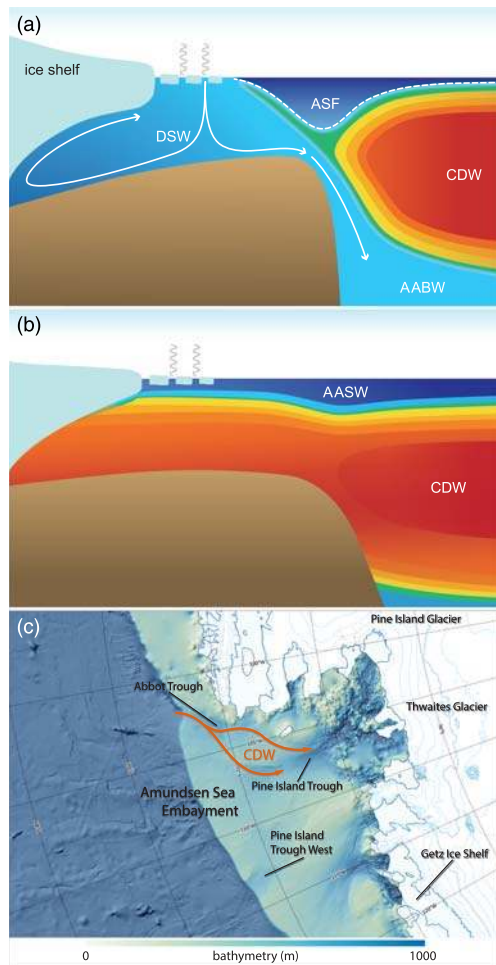 (a)
ice shelf
ASF
DSW
CDW
AABW
(b)
AASW
CDW
(c)
Pine Island Glacier
Abbot Trough
Thwaites Glacier
CDW
Pine Island Trough
Amundsen Sea
Embayment
Pine Island
Trough West
Getz Ice Shelf
0 bathymetry (m) 1000